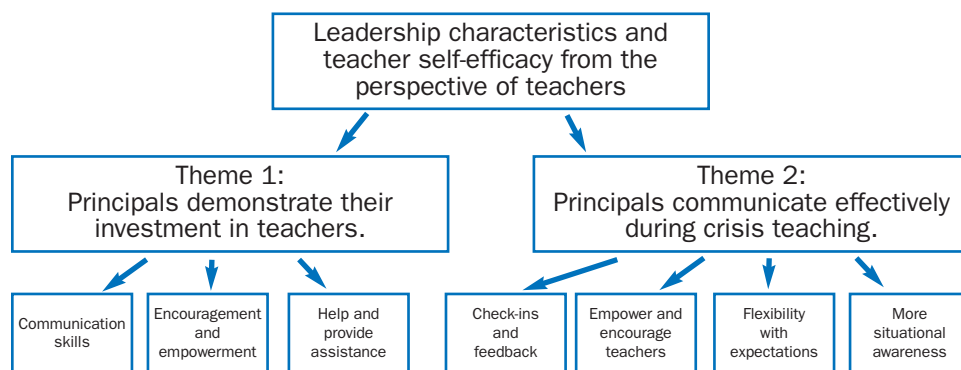 Leadership characteristics and
teacher self-efficacy from the
perspective of teachers
Theme 1:
Principals demonstrate their
investment in teachers.
Theme 2:
Principals communicate effectively
during crisis teaching.
Communication
skills
Encouragement
and
empowerment
Help and
provide
assistance
Check-ins
and
feedback
Empower and
encourage
teachers
Flexibility
with
expectations
More
situational
awareness